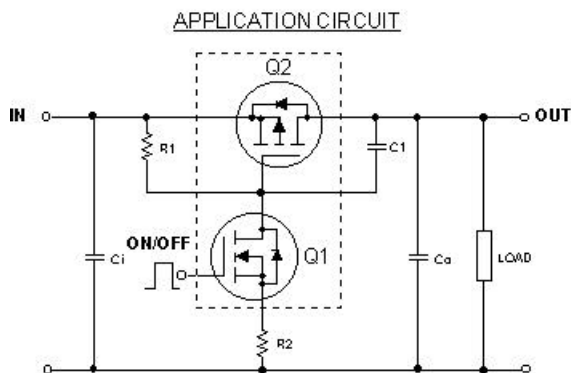 APPLICATION CIRCUIT
Q2
IN
OUT
R1
C1
ON/OFF
Q1
Ci
Co
LOAD
R2